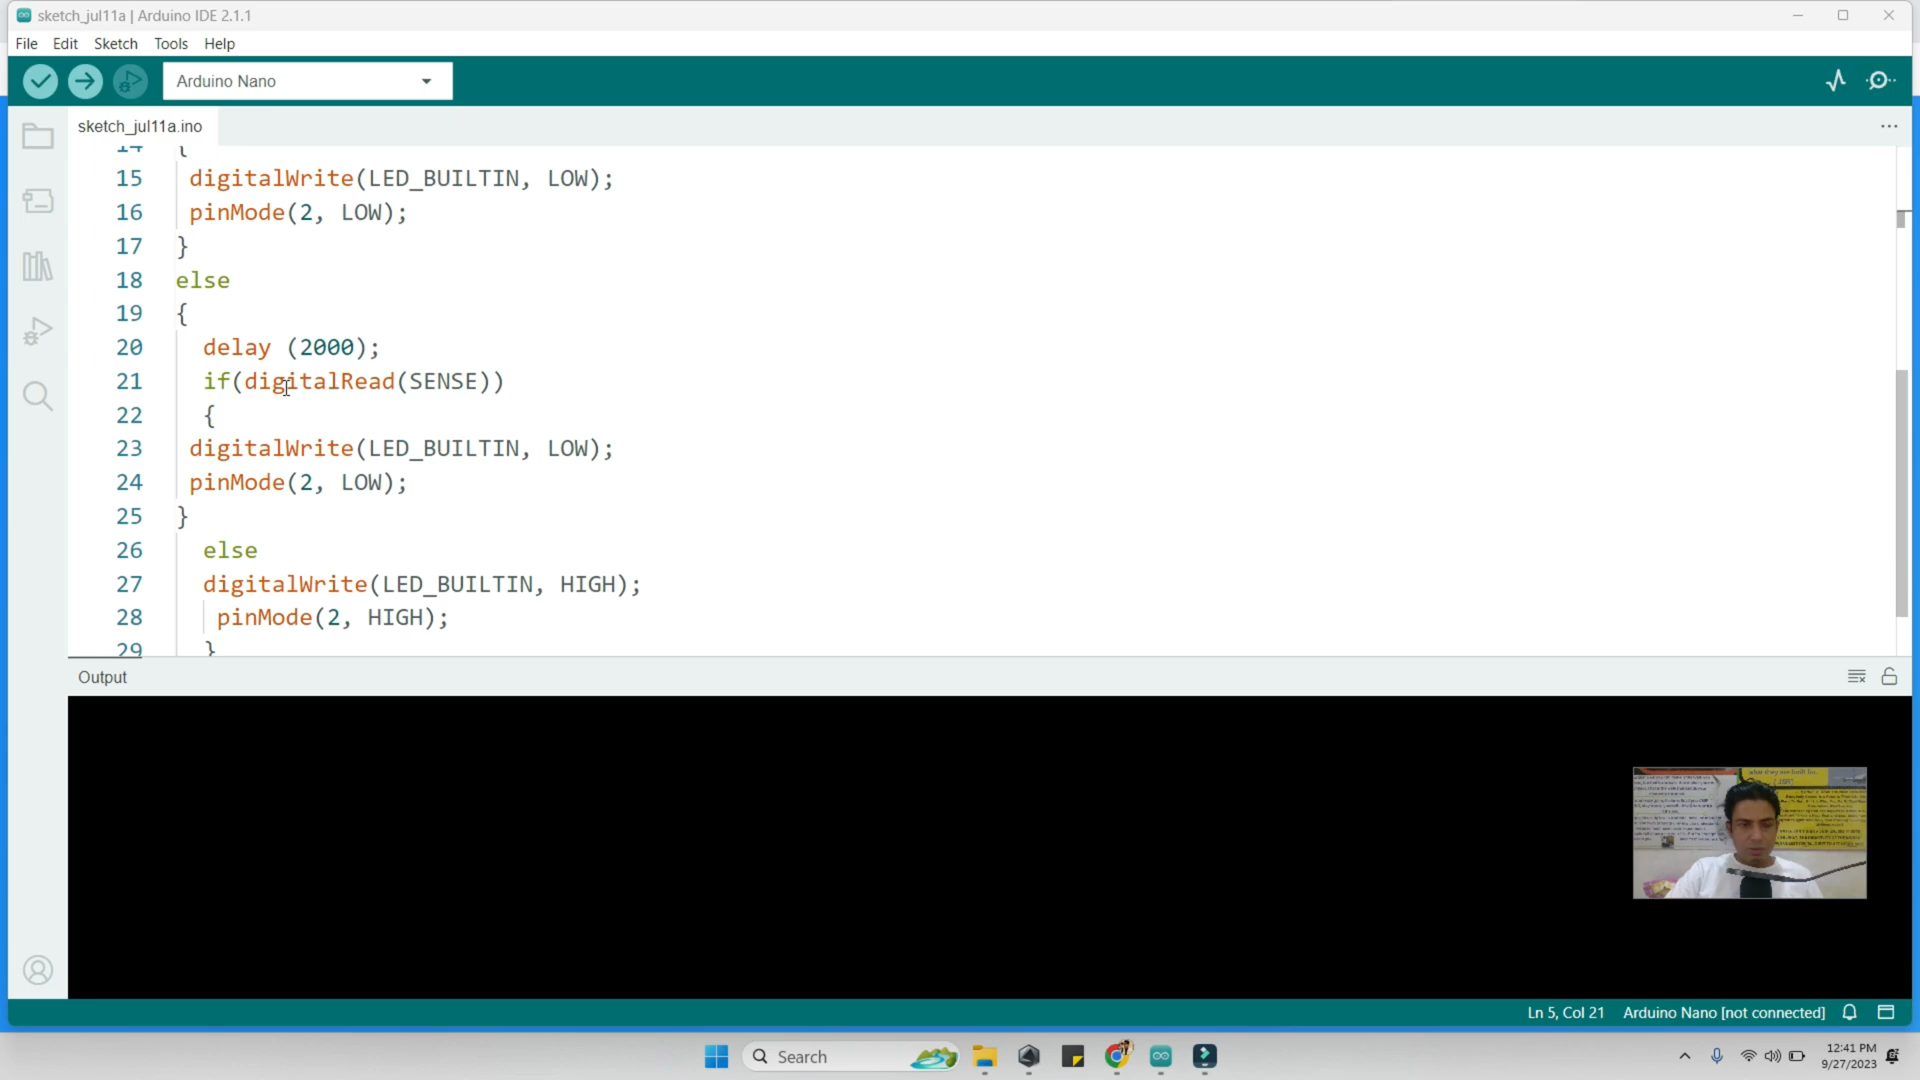 sketch_jul11a | Arduino IDE 2.1.1
File Edit Sketch Tools Help
Arduino Nano
sketch_jul11a.ino
14 {
15 digitalWrite(LED_BUILTIN, LOW);
16 pinMode(2, LOW);
17 }
18 else
19 {
20 delay (2000);
21 if(digitalRead(SENSE))
22 {
23 digitalWrite(LED_BUILTIN, LOW);
24 pinMode(2, LOW);
25 }
26 else
27 digitalWrite(LED_BUILTIN, HIGH);
28 pinMode(2, HIGH);
29 }
Output
Ln 5, Col 21 Arduino Nano [not connected]
Search
12:41 PM
9/27/2023